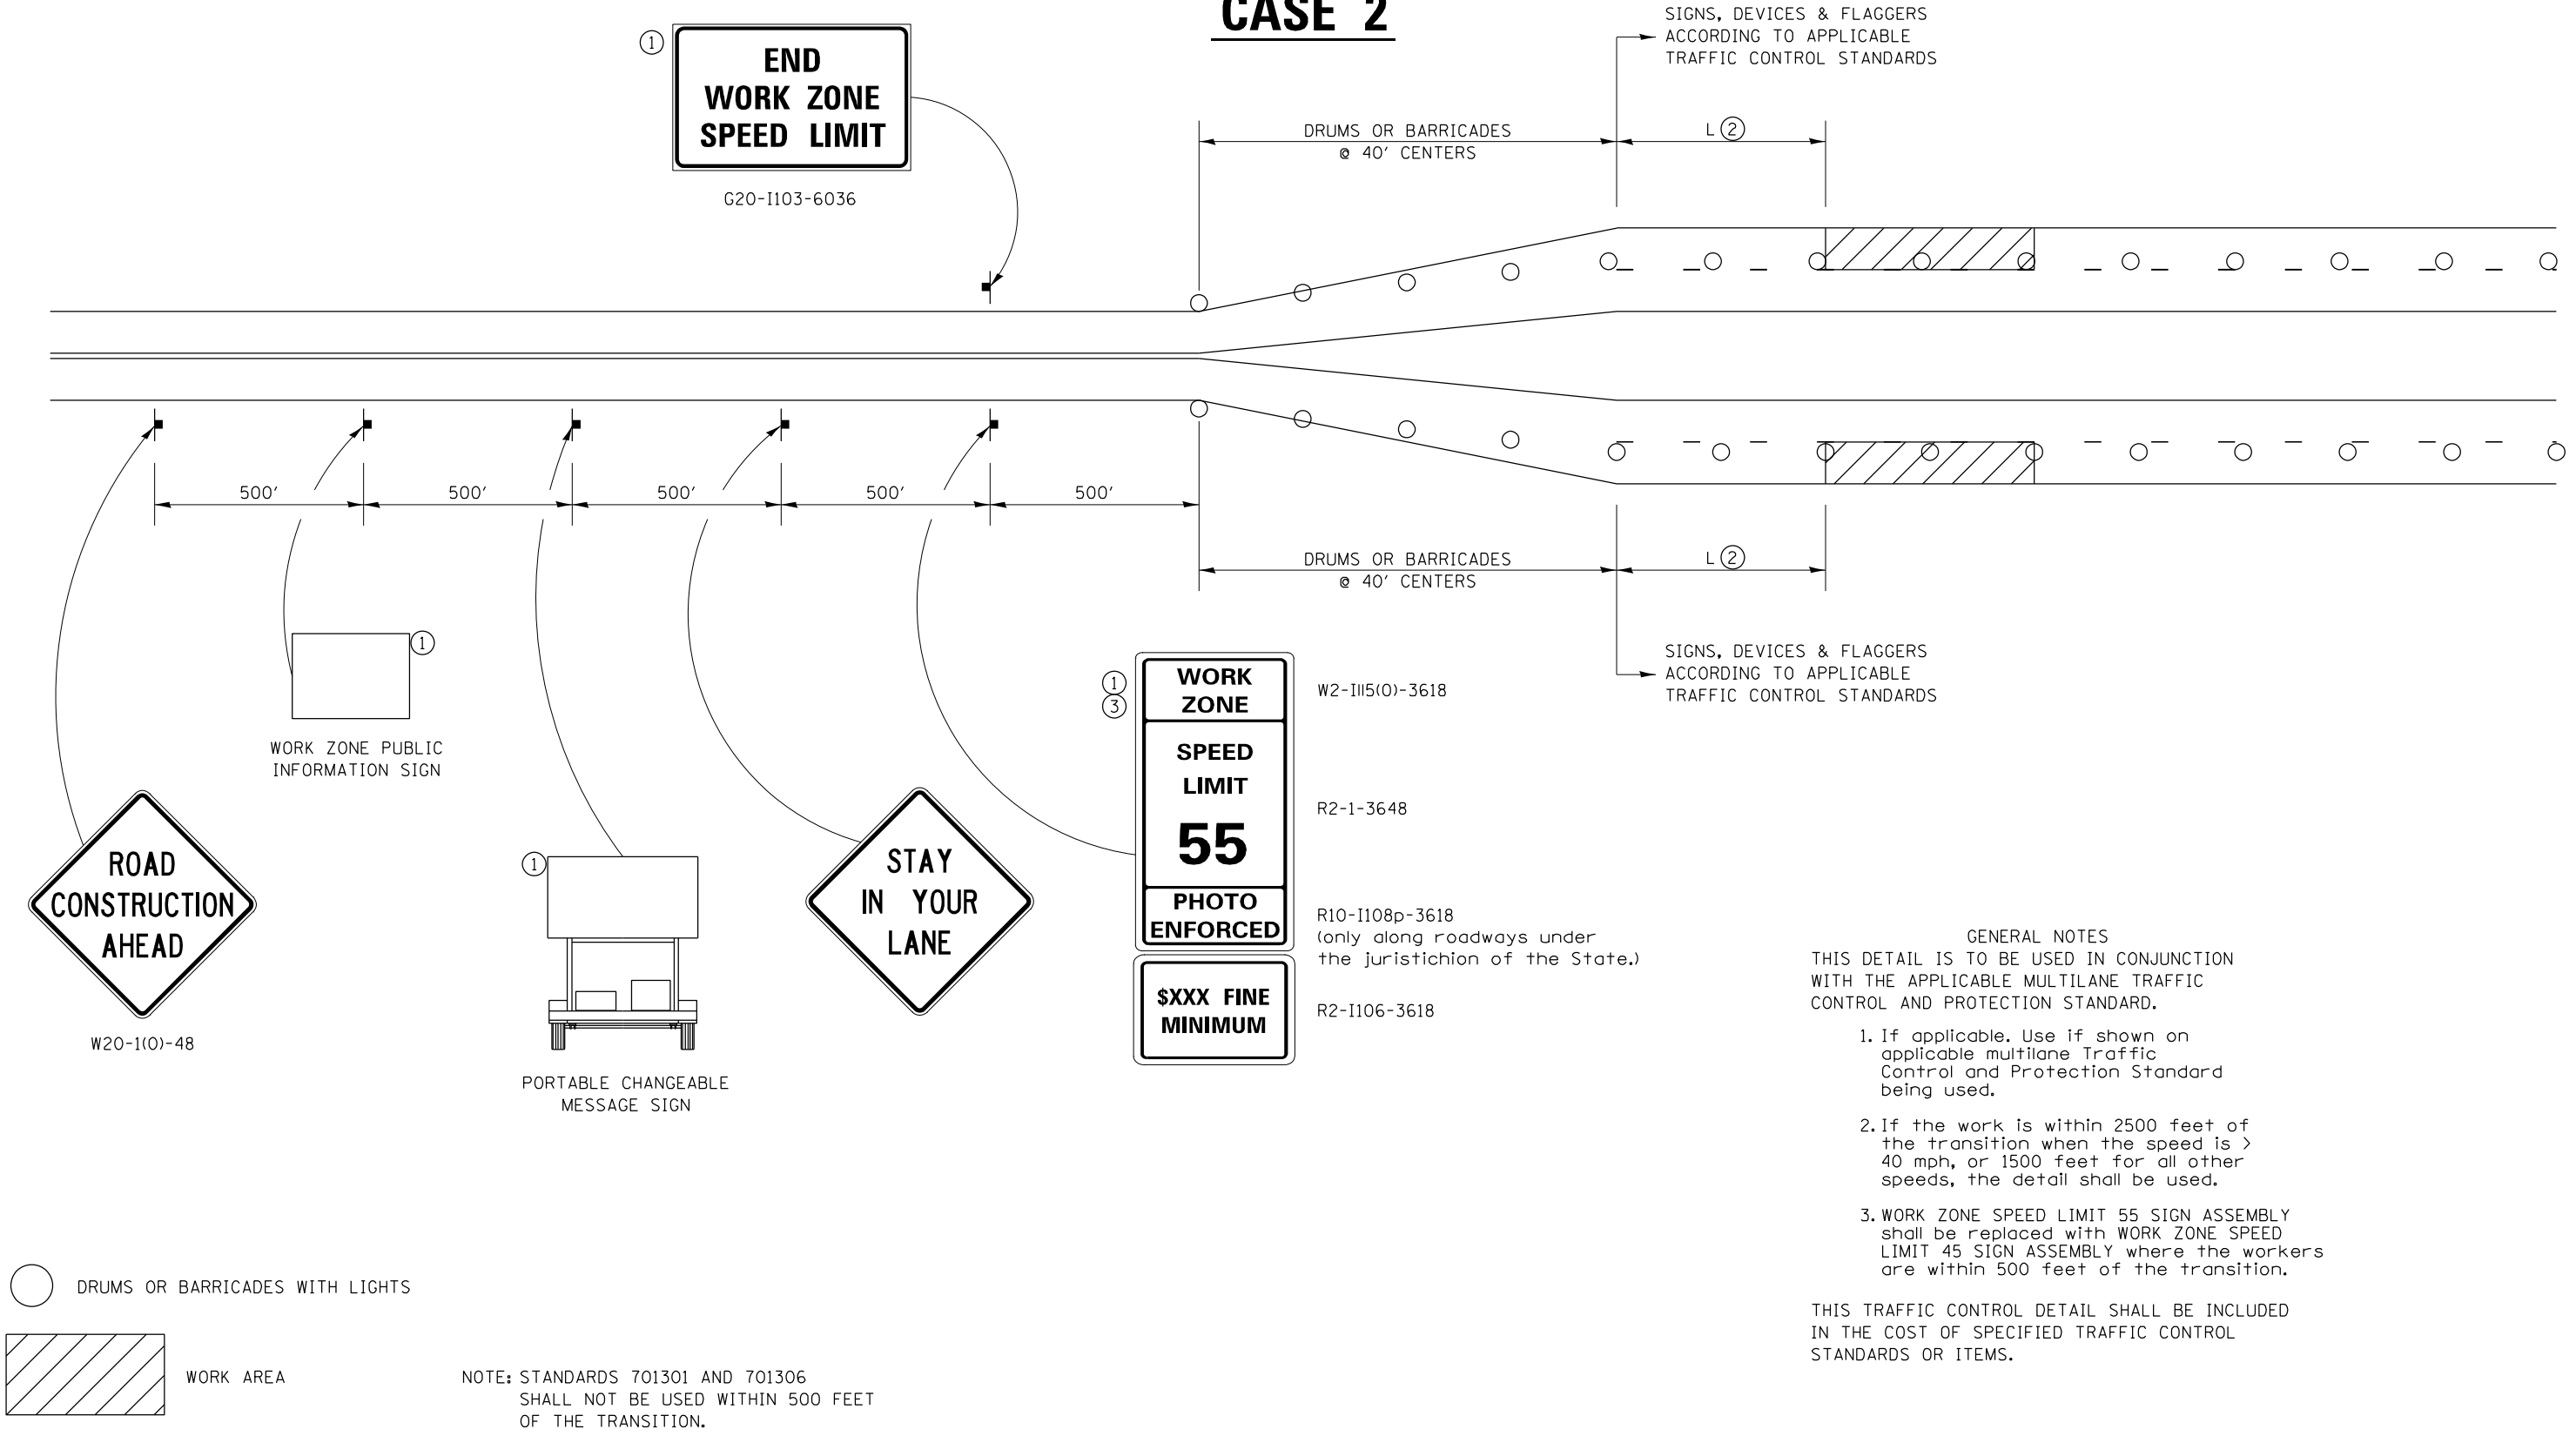 CASE 2
SIGNS, DEVICES & FLAGGERS
ACCORDING TO APPLICABLE
TRAFFIC CONTROL STANDARDS
1
END
WORK ZONE
SPEED LIMIT
G20-I103-6036
DRUMS OR BARRICADES
@ 40' CENTERS
L 2
500'
500'
500'
500'
500'
DRUMS OR BARRICADES
@ 40' CENTERS
L 2
SIGNS, DEVICES & FLAGGERS
ACCORDING TO APPLICABLE
TRAFFIC CONTROL STANDARDS
1
WORK ZONE PUBLIC
INFORMATION SIGN
ROAD
CONSTRUCTION
AHEAD
W20-1(O)-48
1
PORTABLE CHANGEABLE
MESSAGE SIGN
STAY
IN YOUR
LANE
1
3
WORK
ZONE
W2-I115(O)-3618
SPEED
LIMIT
55
R2-1-3648
PHOTO
ENFORCED
R10-I108p-3618
(only along roadways under
the juristichion of the State.)
$XXX FINE
MINIMUM
R2-I106-3618
GENERAL NOTES
THIS DETAIL IS TO BE USED IN CONJUNCTION
WITH THE APPLICABLE MULTILANE TRAFFIC
CONTROL AND PROTECTION STANDARD.
1. If applicable. Use if shown on
applicable multilane Traffic
Control and Protection Standard
being used.
2. If the work is within 2500 feet of
the transition when the speed is >
40 mph, or 1500 feet for all other
speeds, the detail shall be used.
3. WORK ZONE SPEED LIMIT 55 SIGN ASSEMBLY
shall be replaced with WORK ZONE SPEED
LIMIT 45 SIGN ASSEMBLY where the workers
are within 500 feet of the transition.
THIS TRAFFIC CONTROL DETAIL SHALL BE INCLUDED
IN THE COST OF SPECIFIED TRAFFIC CONTROL
STANDARDS OR ITEMS.
DRUMS OR BARRICADES WITH LIGHTS
WORK AREA
NOTE: STANDARDS 701301 AND 701306
SHALL NOT BE USED WITHIN 500 FEET
OF THE TRANSITION.